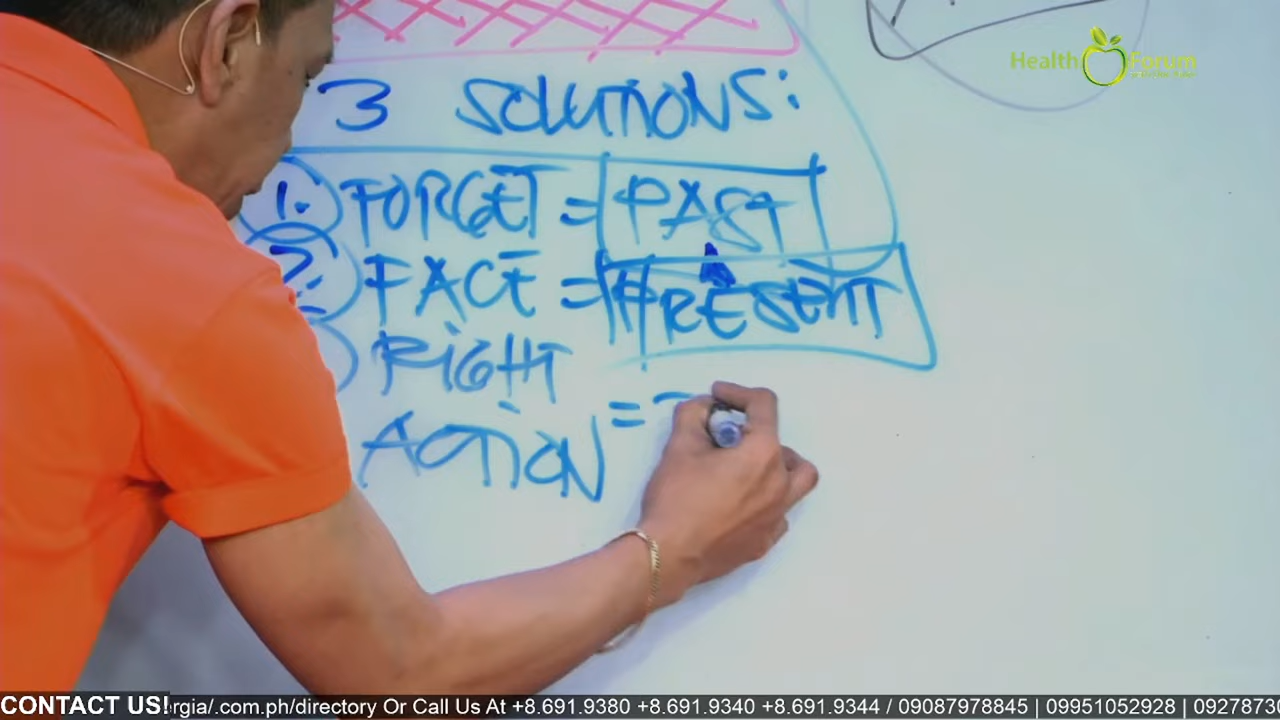 Health Forum
3 SOLUTIONS:
1. FORGET = PAST
2. FACE = PRESENT
RIGHT
ACTION =
CONTACT US! rgia/.com.ph/directory Or Call Us At +8.691.9380 +8.691.9340 +8.691.9344 / 09087978845 | 09951052928 | 0927873